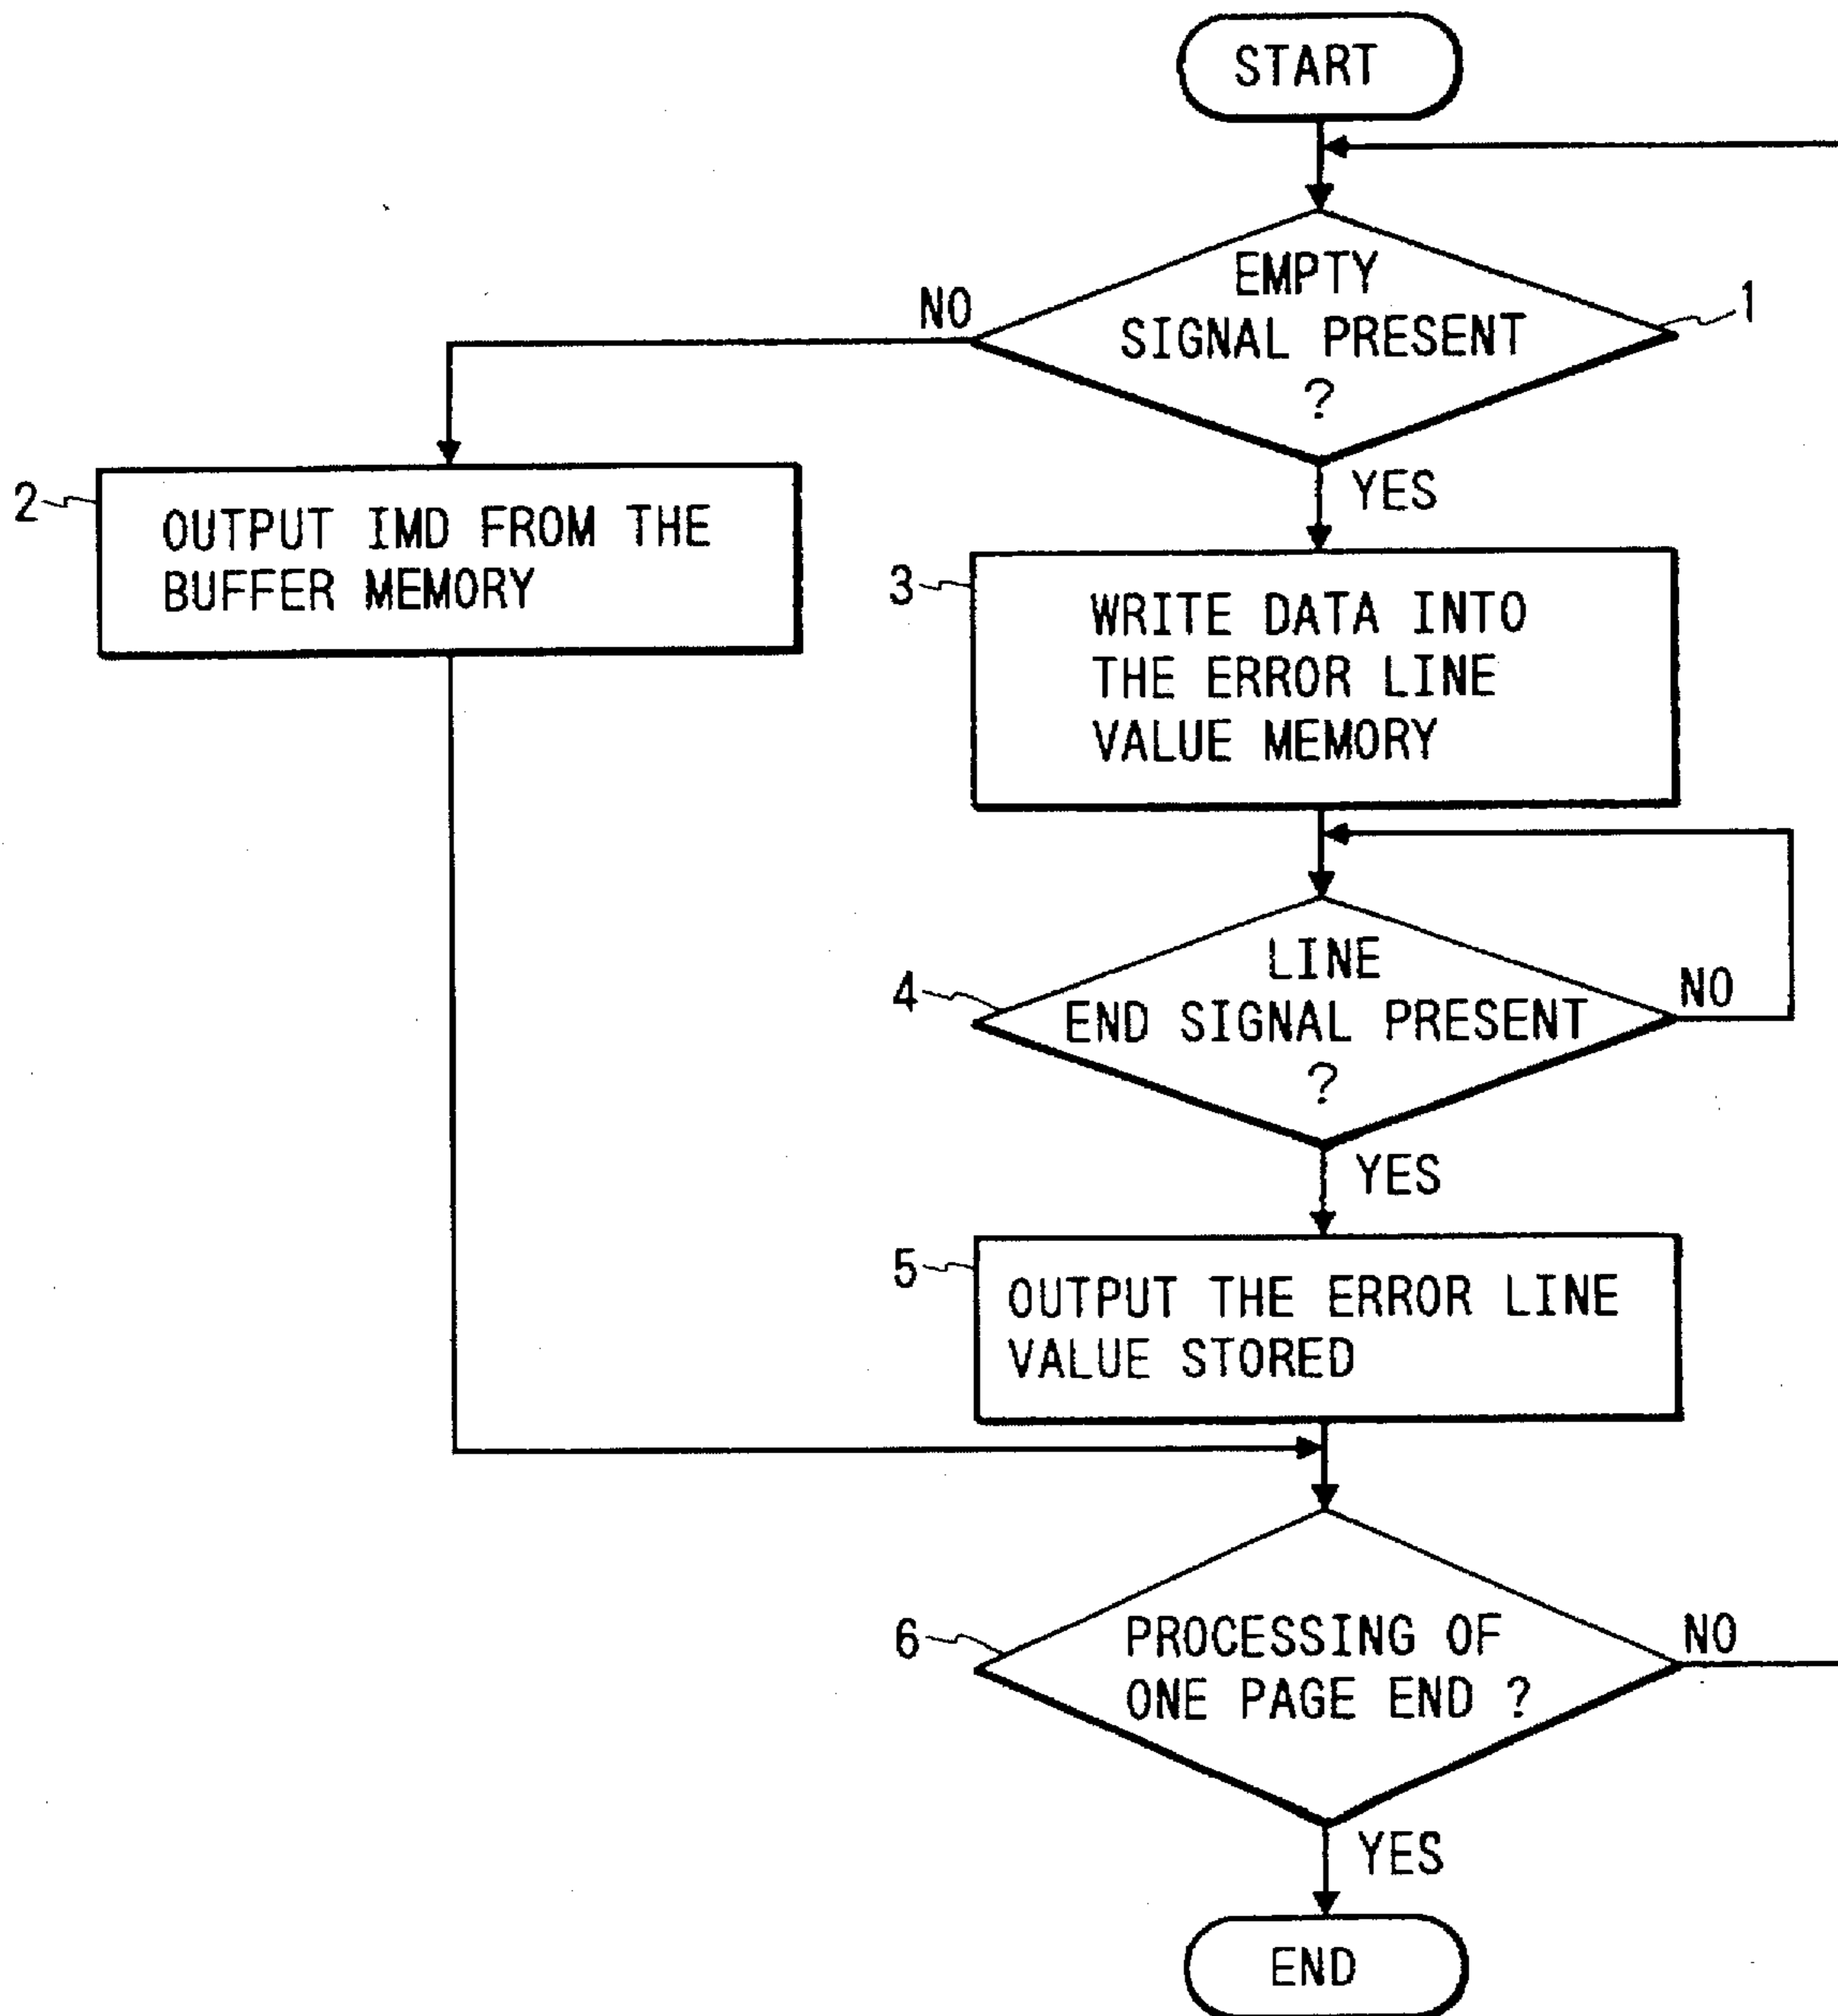 START
EMPTY
SIGNAL PRESENT
?
1
NO
YES
2
OUTPUT IMD FROM THE
BUFFER MEMORY
3
WRITE DATA INTO
THE ERROR LINE
VALUE MEMORY
4
LINE
END SIGNAL PRESENT
?
NO
YES
5
OUTPUT THE ERROR LINE
VALUE STORED
6
PROCESSING OF
ONE PAGE END ?
NO
YES
END